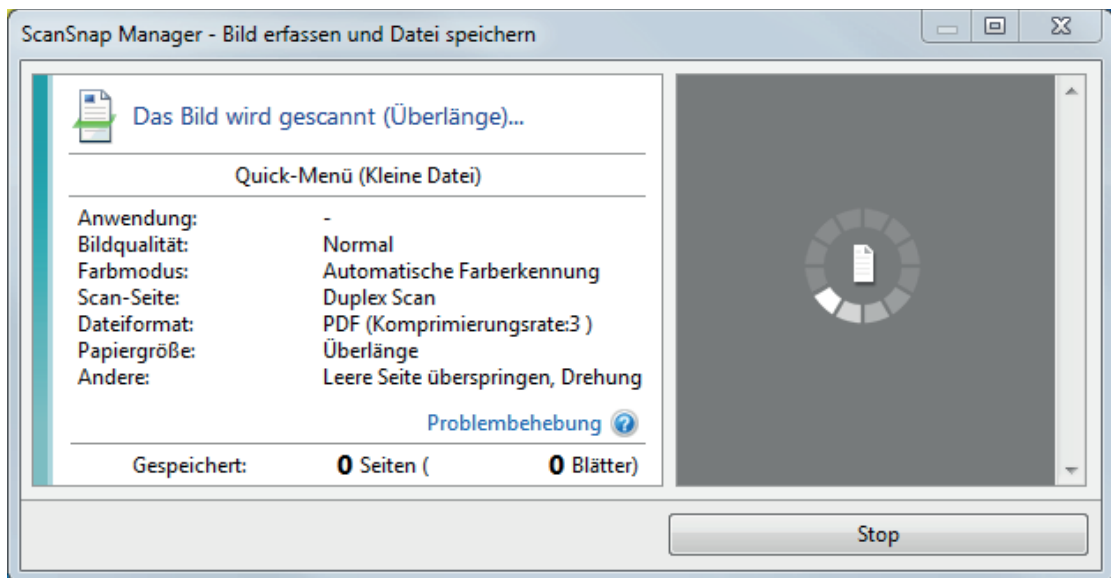 ScanSnap Manager - Bild erfassen und Datei speichern
Das Bild wird gescannt (Überlänge)...
Quick-Menü (Kleine Datei)
Anwendung: -
Bildqualität: Normal
Farbmodus: Automatische Farberkennung
Scan-Seite: Duplex Scan
Dateiformat: PDF (Komprimierungsrate:3 )
Papiergröße: Überlänge
Andere: Leere Seite überspringen, Drehung
Problembehebung
Gespeichert: 0 Seiten ( 0 Blätter)
Stop